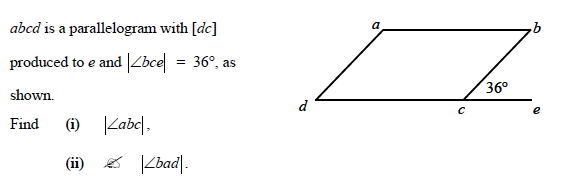 abcd is a parallelogram with [dc]
produced to e and |∠bce| = 36°, as
shown.
Find (i) |∠abc|,
(ii) |∠bad|.
a
b
36°
d
c
e